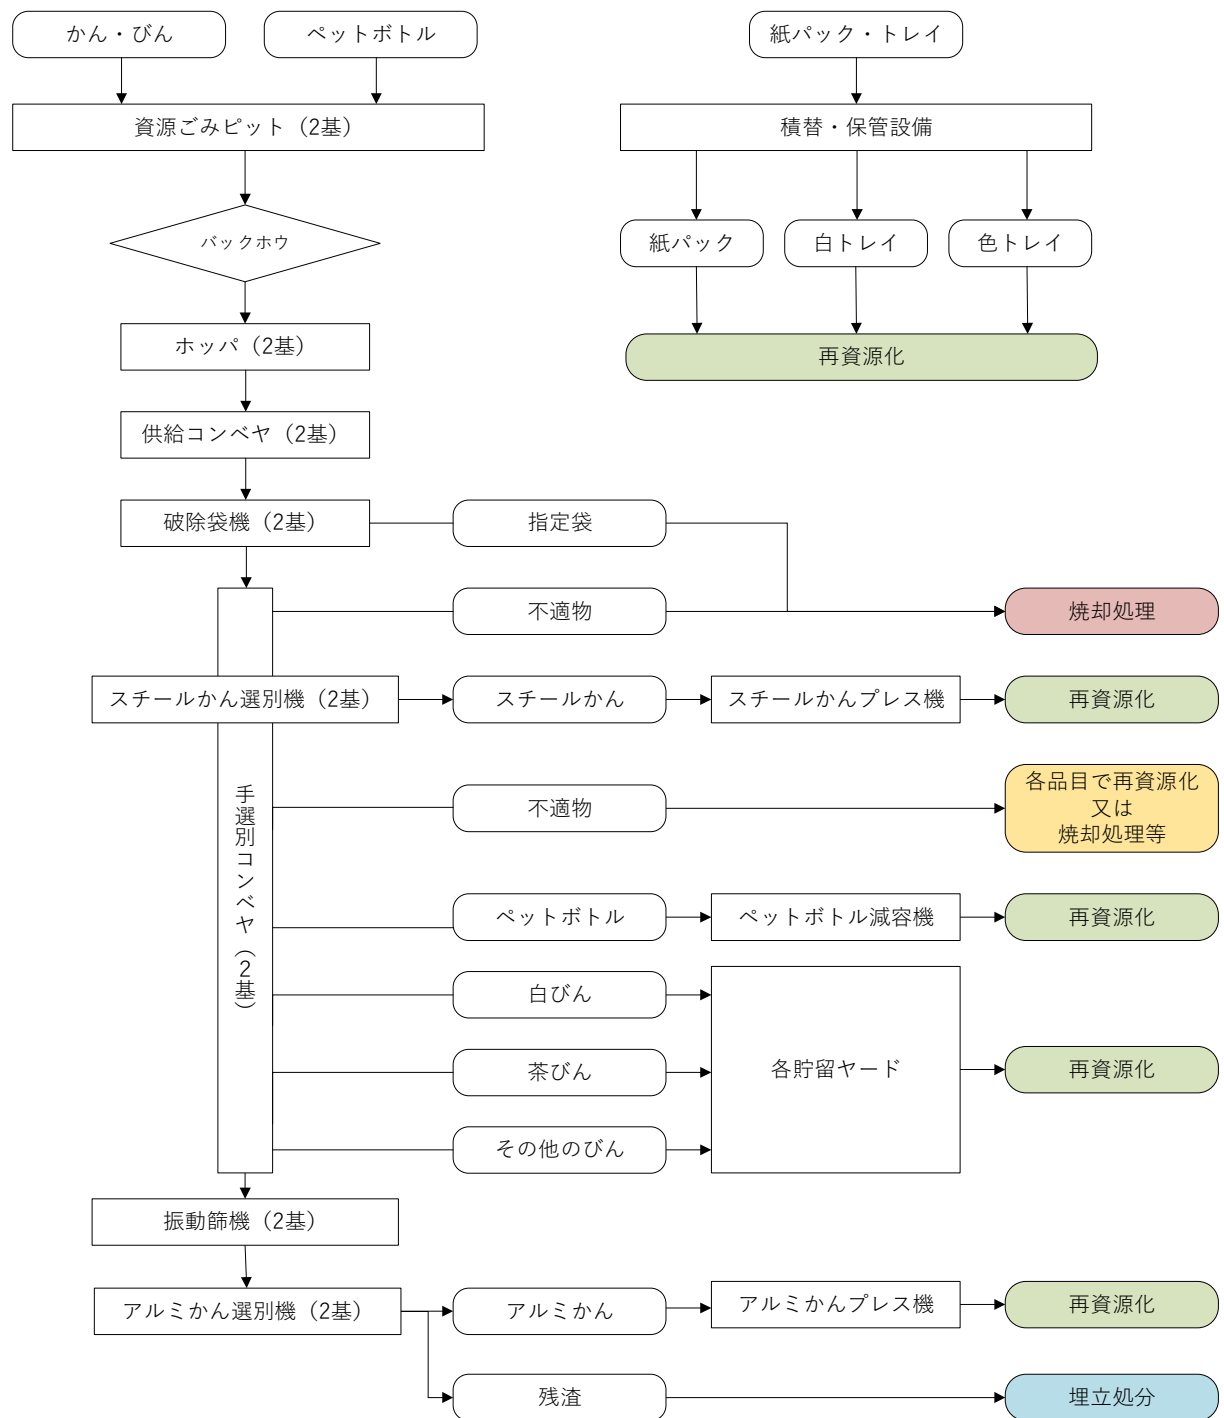 かん・びん
ペットボトル
紙パック・トレイ
資源ごみピット（2基）
積替・保管設備
バックホウ
紙パック
白トレイ
色トレイ
ホッパ（2基）
再資源化
供給コンベヤ（2基）
破除袋機（2基）
指定袋
不適物
焼却処理
スチールかん選別機（2基）
スチールかん
スチールかんプレス機
再資源化
手選別コンベヤ（2基）
不適物
各品目で再資源化
又は
焼却処理等
ペットボトル
ペットボトル減容機
再資源化
白びん
茶びん
その他のびん
各貯留ヤード
再資源化
振動篩機（2基）
アルミかん選別機（2基）
アルミかん
アルミかんプレス機
再資源化
残渣
埋立処分